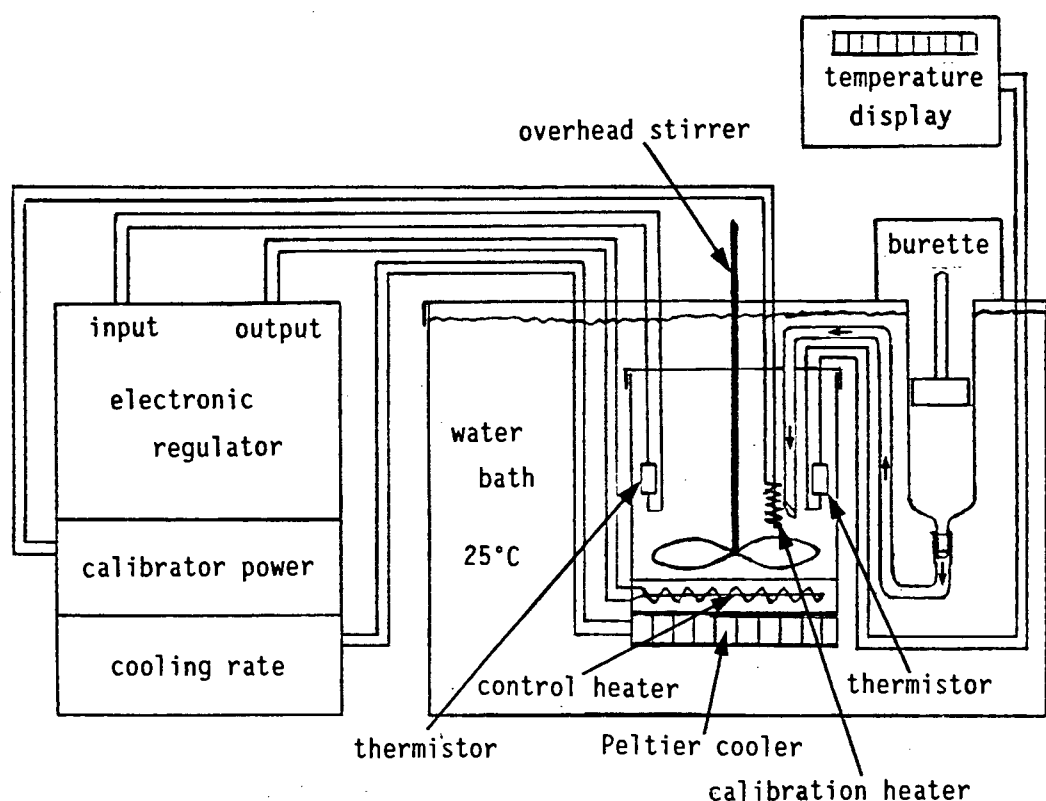 temperature
display
overhead stirrer
burette
input output
electronic
regulator
water
bath
25°C
calibrator power
cooling rate
control heater
thermistor
thermistor
Peltier cooler
calibration heater